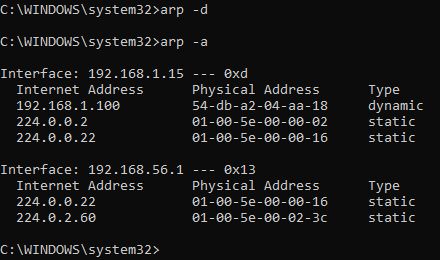 C:\WINDOWS\system32>arp -d
C:\WINDOWS\system32>arp -a
Interface: 192.168.1.15 --- 0xd
Internet Address Physical Address Type
192.168.1.100 54-db-a2-04-aa-18 dynamic
224.0.0.2 01-00-5e-00-00-02 static
224.0.0.22 01-00-5e-00-00-16 static
Interface: 192.168.56.1 --- 0x13
Internet Address Physical Address Type
224.0.0.22 01-00-5e-00-00-16 static
224.0.2.60 01-00-5e-00-02-3c static
C:\WINDOWS\system32>